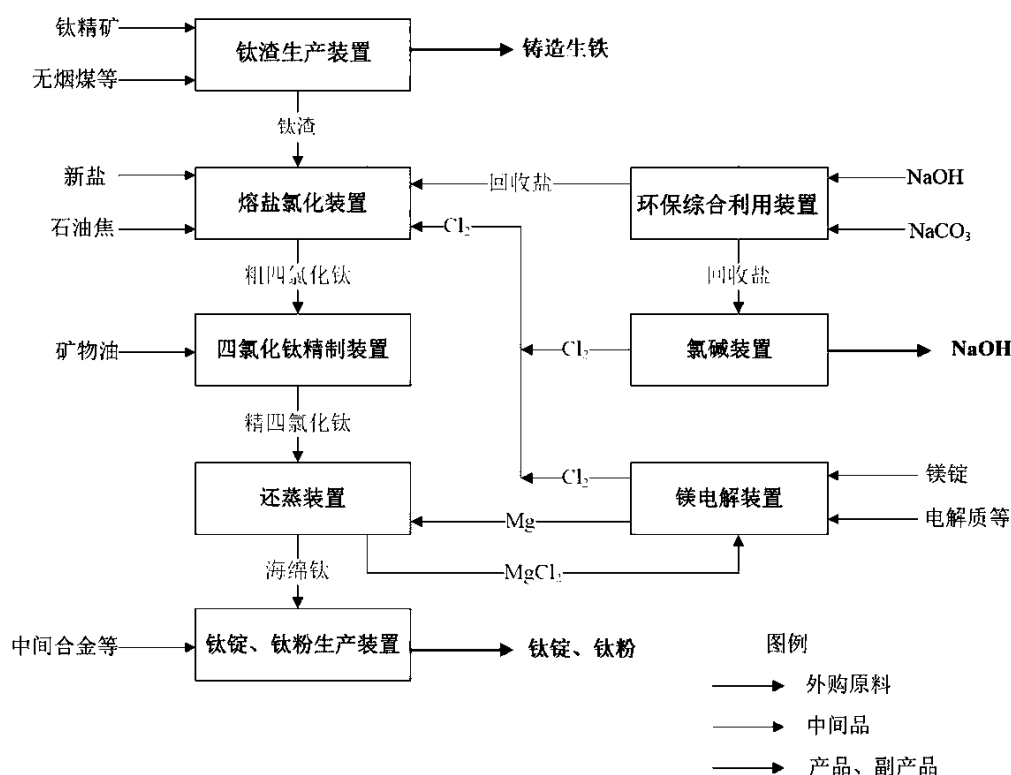 钛精矿
钛渣生产装置
铸造生铁
无烟煤等
钛渣
新盐
熔盐氯化装置
回收盐
环保综合利用装置
NaOH
石油焦
Cl₂
NaCO₃
粗四氯化钛
回收盐
矿物油
四氯化钛精制装置
Cl₂
氯碱装置
NaOH
精四氯化钛
还蒸装置
Cl₂
镁电解装置
镁锭
Mg
电解质等
海绵钛
MgCl₂
中间合金等
钛锭、钛粉生产装置
钛锭、钛粉
图例
外购原料
中间品
产品、副产品